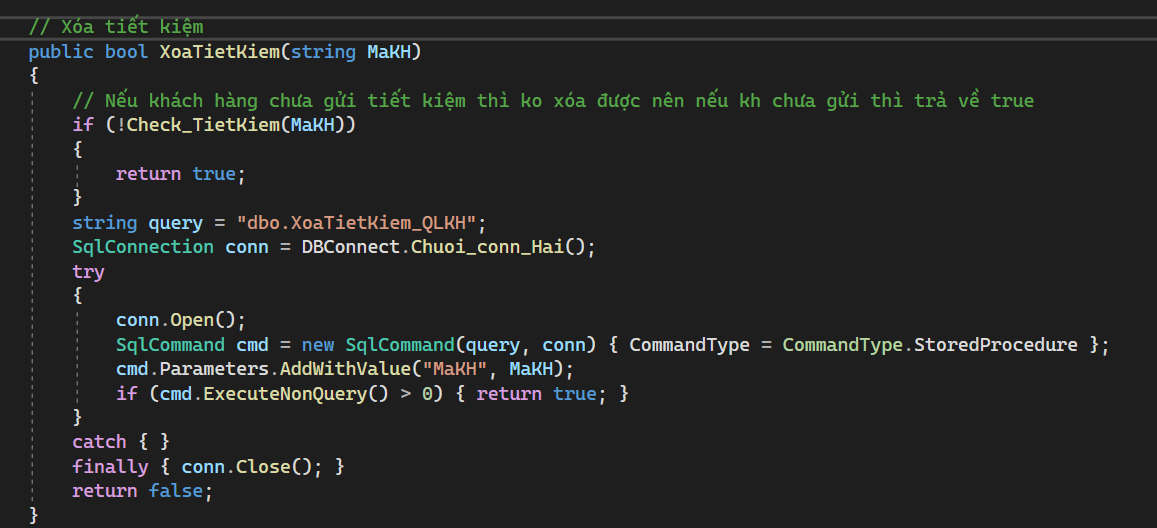 // Xóa tiết kiệm
public bool XoaTietKiem(string MaKH)
{
// Nếu khách hàng chưa gửi tiết kiệm thì ko xóa được nên nếu kh chưa gửi thì trả về true
if (!Check_TietKiem(MaKH))
{
return true;
}
string query = "dbo.XoaTietKiem_QLKH";
SqlConnection conn = DBConnect.Chuoi_conn_Hai();
try
{
conn.Open();
SqlCommand cmd = new SqlCommand(query, conn) { CommandType = CommandType.StoredProcedure };
cmd.Parameters.AddWithValue("MaKH", MaKH);
if (cmd.ExecuteNonQuery() > 0) { return true; }
}
catch { }
finally { conn.Close(); }
return false;
}